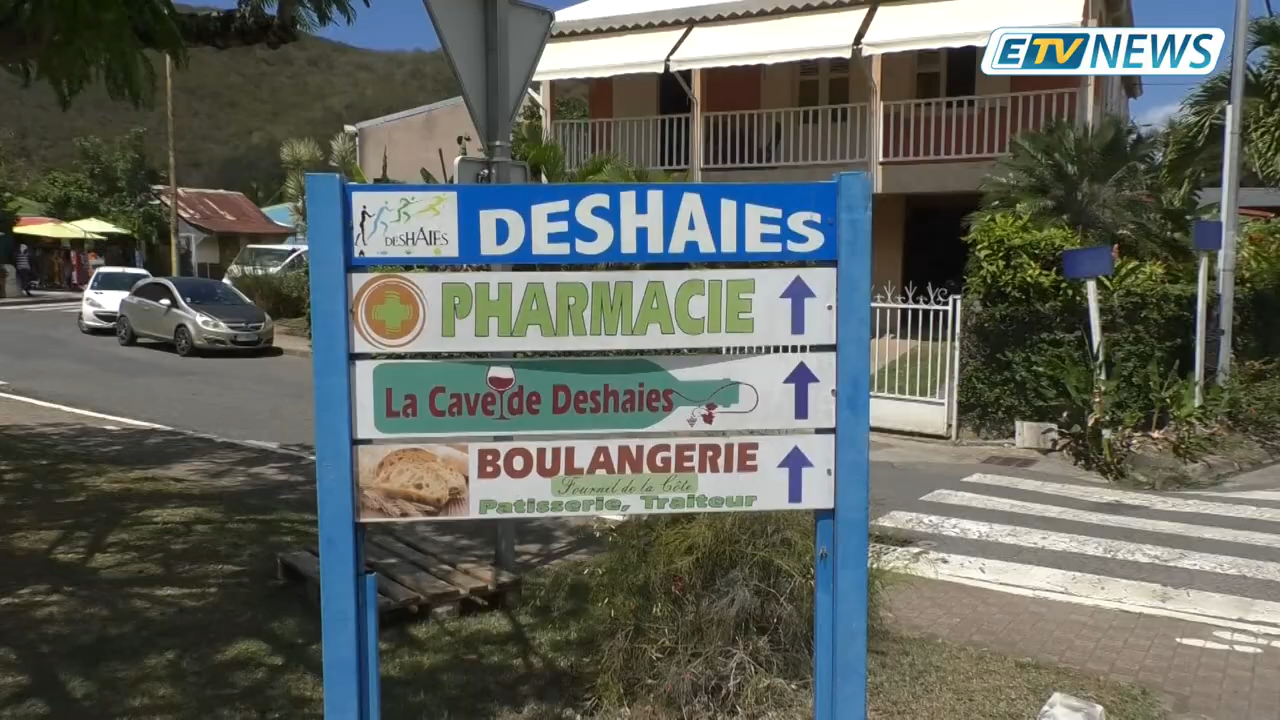 ETV NEWS
DESHAIES
DESHAIES
PHARMACIE
La Cave de Deshaies
BOULANGERIE
Fournil de la Côte
Patisserie, Traiteur